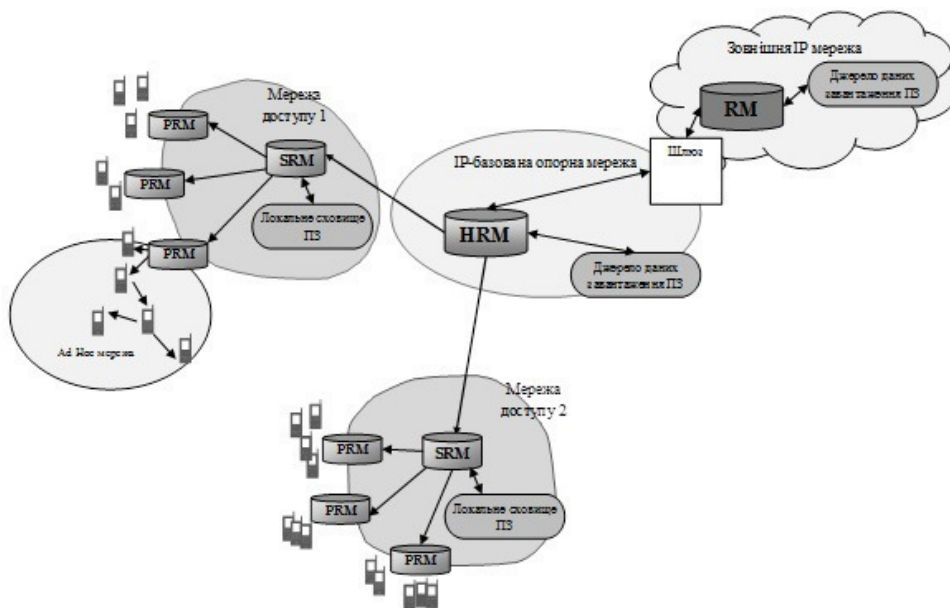 Зовнішня IP мережа
Джерело даних
завантаження ПЗ
RM
Шлюз
Мережа
доступу 1
PRM
SRM
PRM
Локальне сховище
ПЗ
PRM
IP-базована опорна мережа
HRM
Джерело даних
завантаження ПЗ
Ad Hoc мережа
Мережа
доступу 2
PRM
SRM
PRM
Локальне сховище
ПЗ
PRM